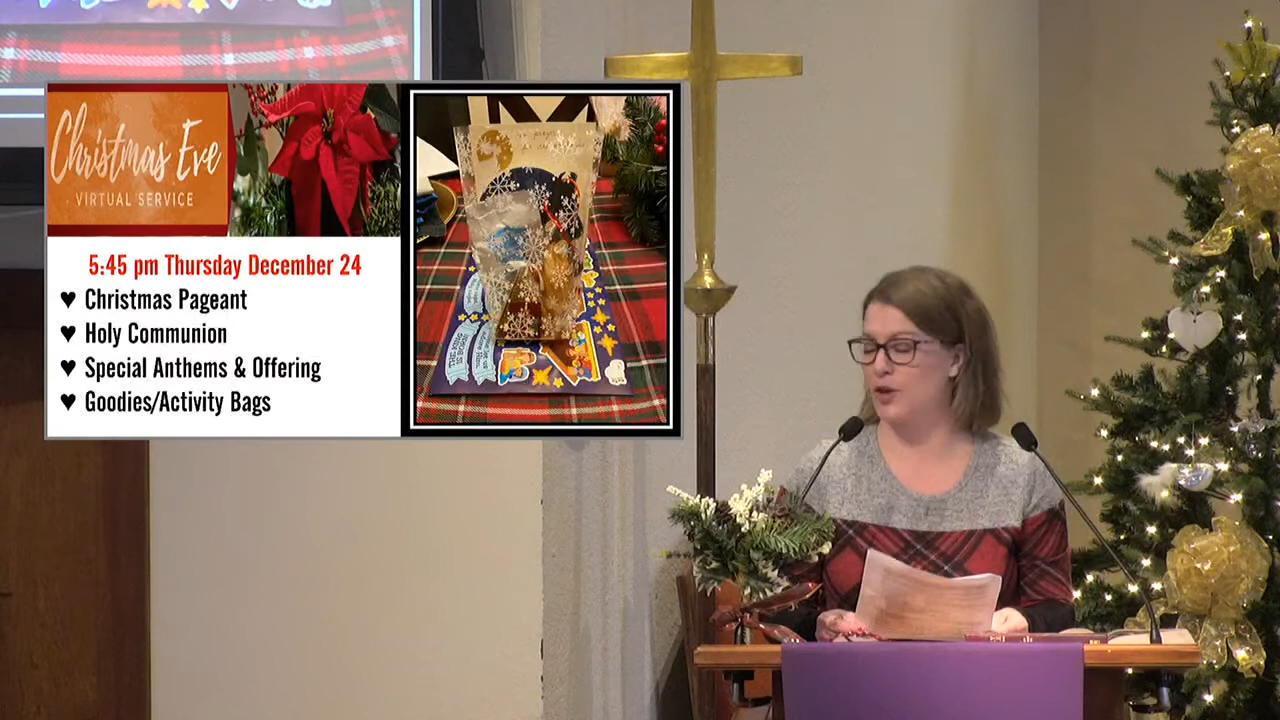 Christmas Eve
- VIRTUAL SERVICE -
5:45 pm Thursday December 24
♥ Christmas Pageant
♥ Holy Communion
♥ Special Anthems & Offering
♥ Goodies/Activity Bags